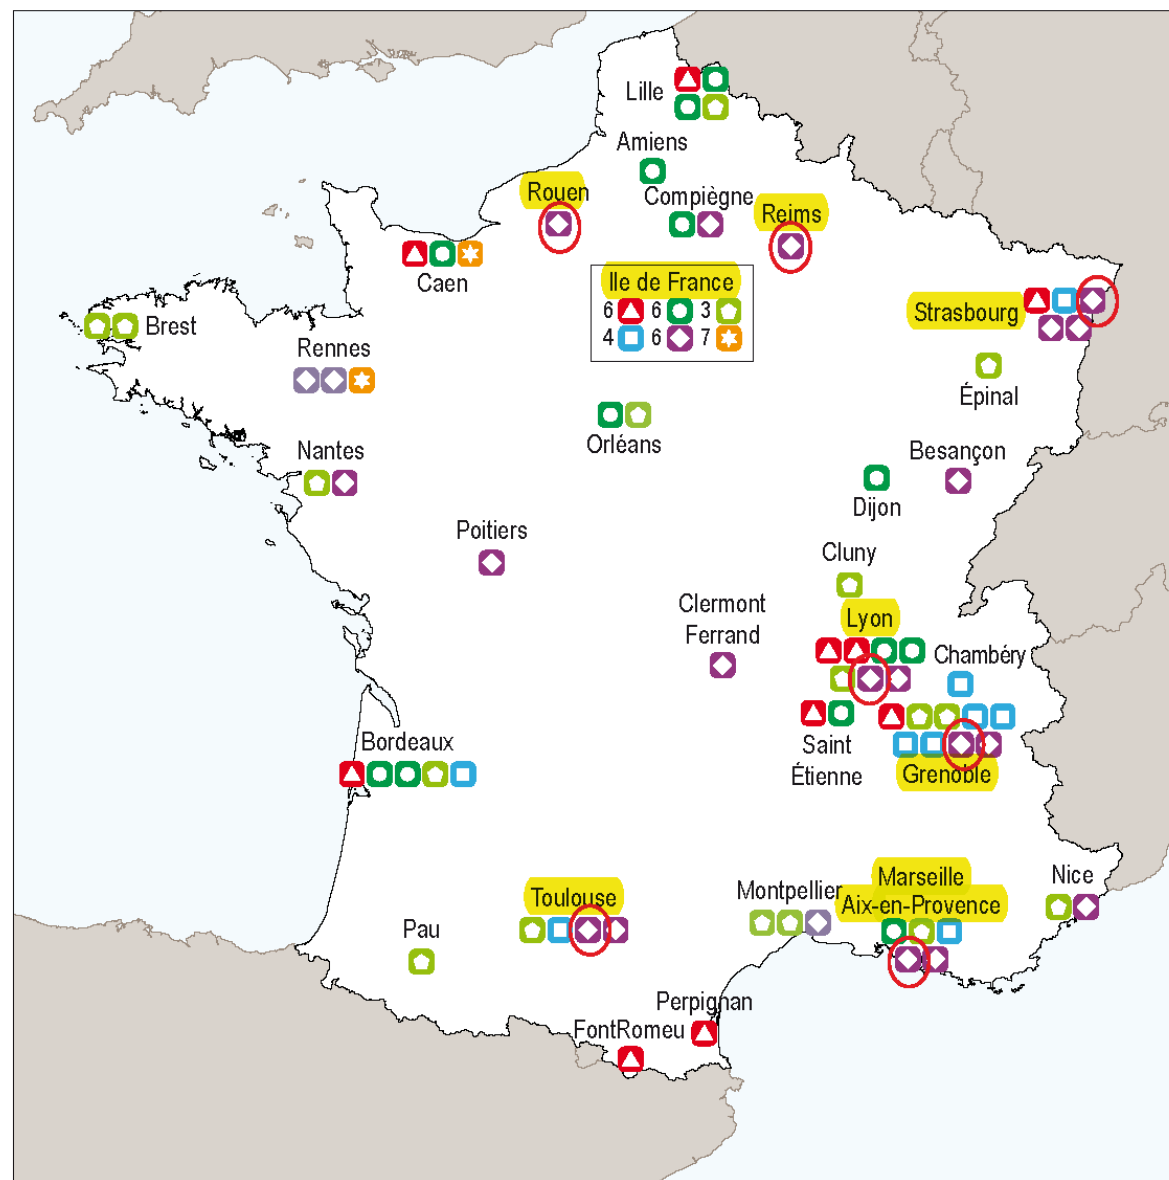 Lille
Amiens
Rouen
Compiègne
Reims
Caen
Ile de France
6 6 3
4 6 7
Strasbourg
Brest
Rennes
Épinal
Orléans
Nantes
Besançon
Dijon
Poitiers
Cluny
Clermont
Ferrand
Lyon
Chambéry
Saint
Étienne
Grenoble
Bordeaux
Toulouse
Montpellier
Marseille
Aix-en-Provence
Nice
Pau
Perpignan
FontRomeu